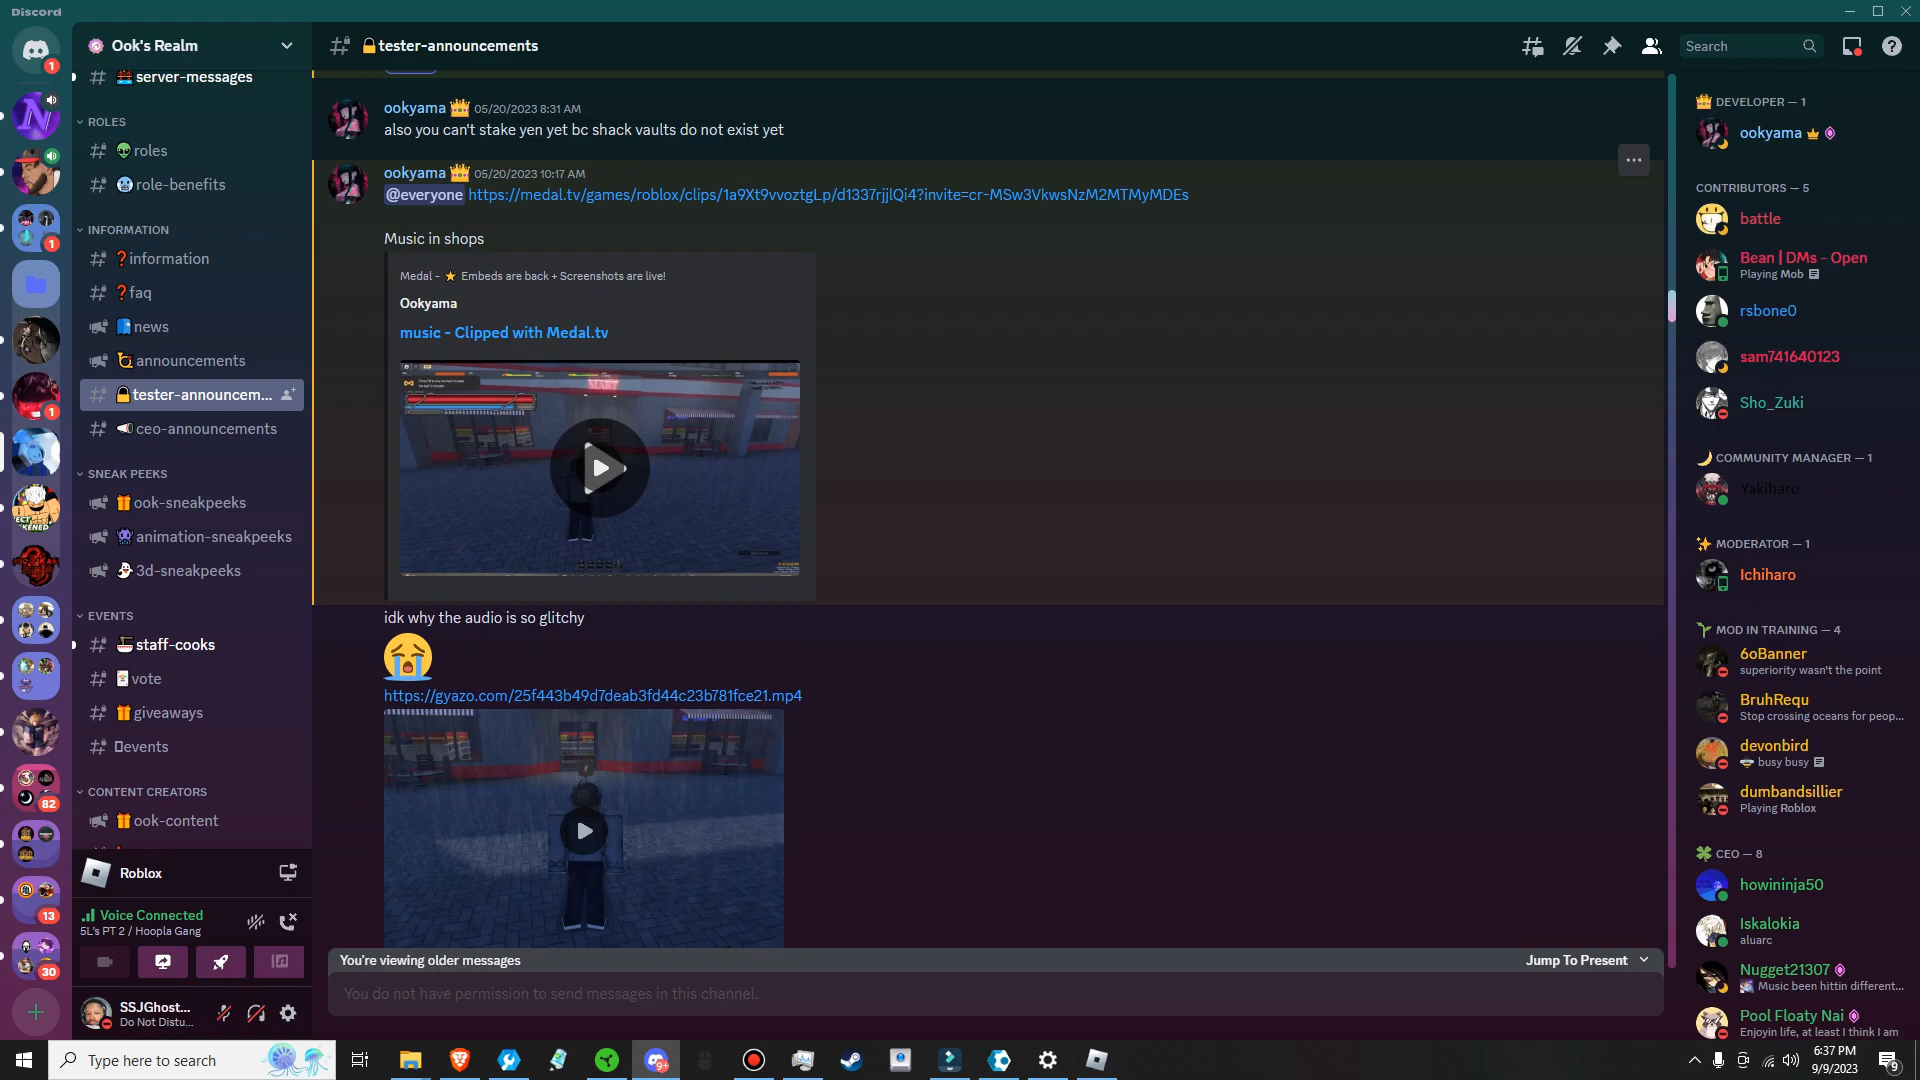 Discord
Ook's Realm
tester-announcements
Search
server-messages
ROLES
roles
role-benefits
INFORMATION
information
faq
news
announcements
tester-announcem...
ceo-announcements
SNEAK PEEKS
ook-sneakpeeks
animation-sneakpeeks
3d-sneakpeeks
EVENTS
staff-cooks
vote
giveaways
events
CONTENT CREATORS
ook-content
Roblox
Voice Connected
5L's PT 2 / Hoopla Gang
SSJGhost...
Do Not Distu...
1
1
1
82
13
30
ookyama 05/20/2023 8:31 AM
also you can't stake yen yet bc shack vaults do not exist yet
ookyama 05/20/2023 10:17 AM
@everyone https://medal.tv/games/roblox/clips/1a9Xt9vvoztgLp/d1337rjjlQi4?invite=cr-MSw3VkwsNzM2MTMyMDEs
Music in shops
Medal - ⭐ Embeds are back + Screenshots are live!
Ookyama
music - Clipped with Medal.tv
idk why the audio is so glitchy
https://gyazo.com/25f443b49d7deab3fd44c23b781fce21.mp4
You're viewing older messages
Jump To Present
You do not have permission to send messages in this channel.
DEVELOPER — 1
ookyama
CONTRIBUTORS — 5
battle
Bean | DMs - Open
Playing Mob
rsbone0
sam741640123
Sho_Zuki
COMMUNITY MANAGER — 1
Yakiharo
MODERATOR — 1
Ichiharo
MOD IN TRAINING — 4
6oBanner
superiority wasn't the point
BruhRequ
Stop crossing oceans for peop...
devonbird
busy busy
dumbandsillier
Playing Roblox
CEO — 8
howininja50
Iskalokia
aluarc
Nugget21307
Music been hittin different...
Pool Floaty Nai
Enjoyin life, at least I think I am
Type here to search
9+
6:37 PM
9/9/2023
9